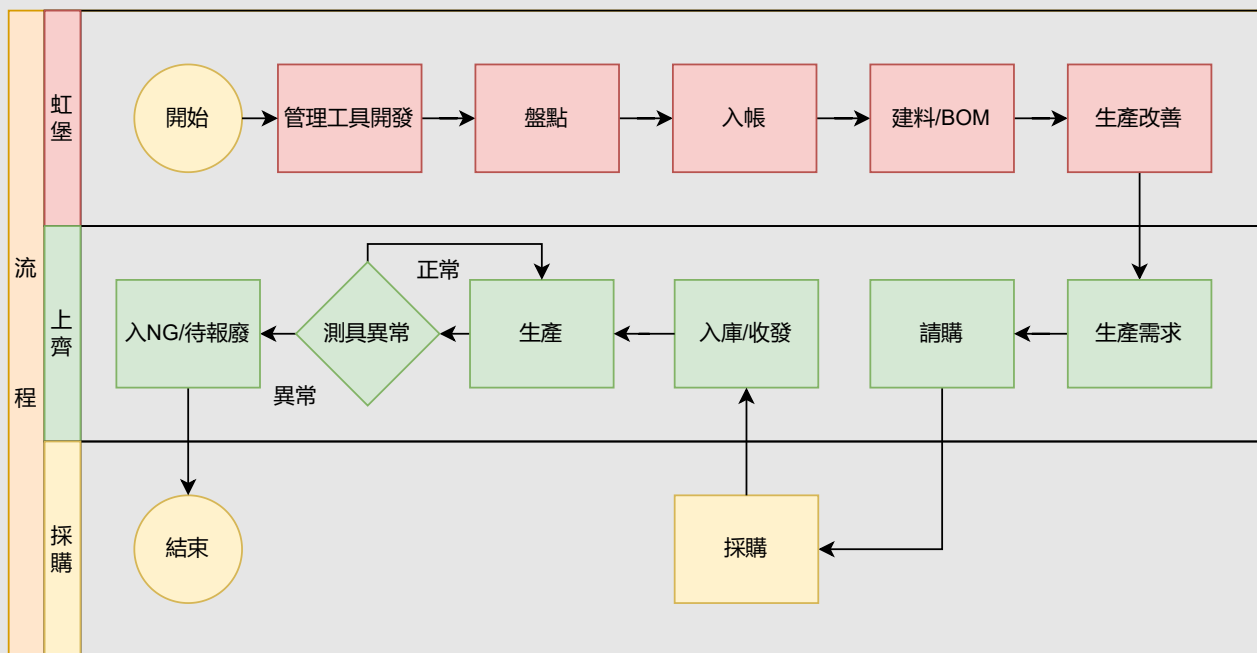 流程
虹堡
開始
管理工具開發
盤點
入帳
建料/BOM
生產改善
上齊
入NG/待報廢
異常
測具異常
正常
生產
入庫/收發
請購
生產需求
採購
結束
採購